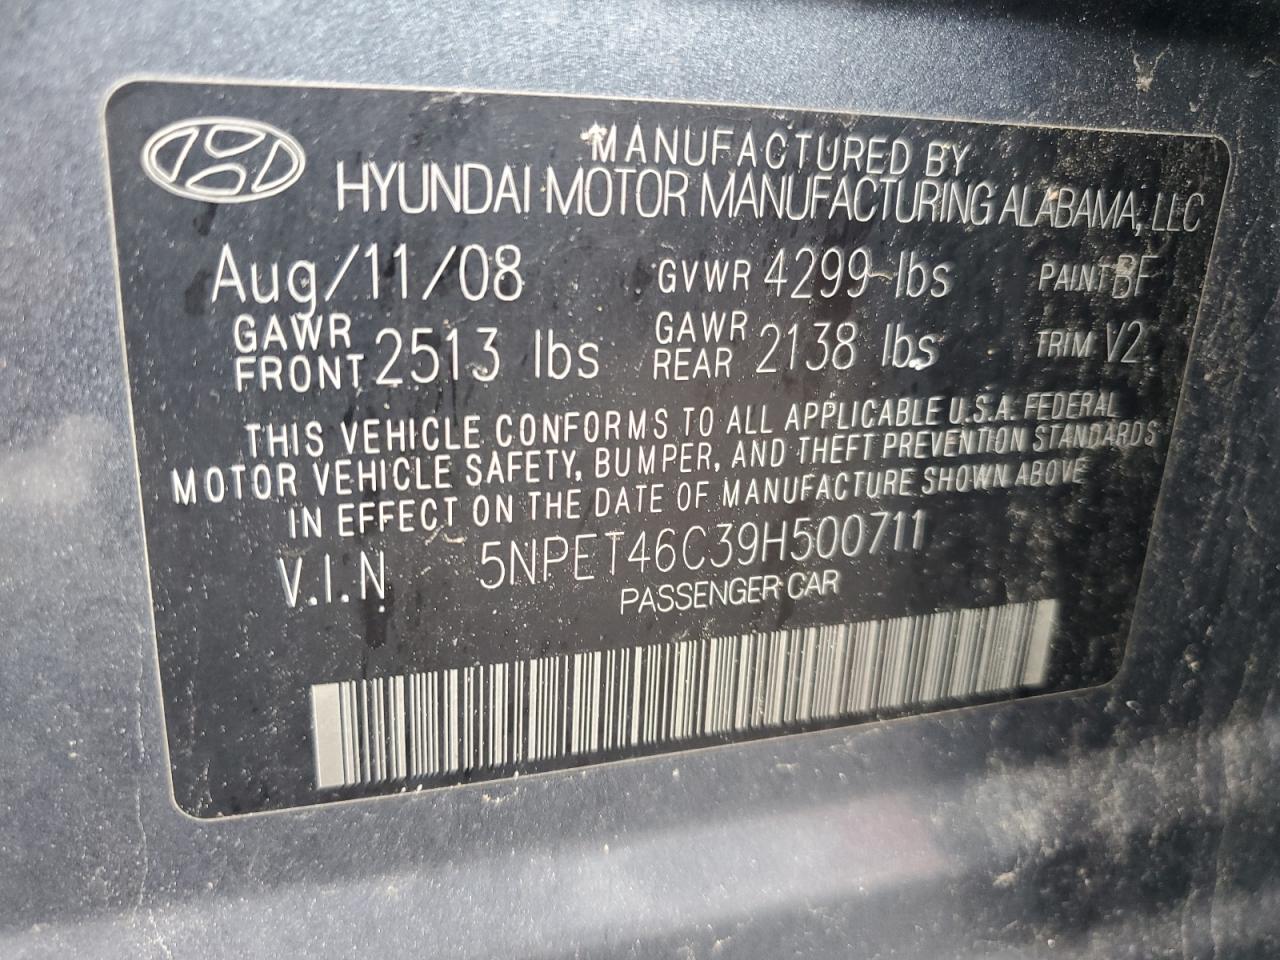 MANUFACTURED BY
HYUNDAI MOTOR MANUFACTURING ALABAMA, LLC
Aug/11/08 GVWR 4299 lbs PAINT BF
GAWR FRONT 2513 lbs GAWR REAR 2138 lbs TRIM V2
THIS VEHICLE CONFORMS TO ALL APPLICABLE U.S.A. FEDERAL
MOTOR VEHICLE SAFETY, BUMPER, AND THEFT PREVENTION STANDARDS
IN EFFECT ON THE DATE OF MANUFACTURE SHOWN ABOVE
V.I.N 5NPET46C39H500711
PASSENGER CAR